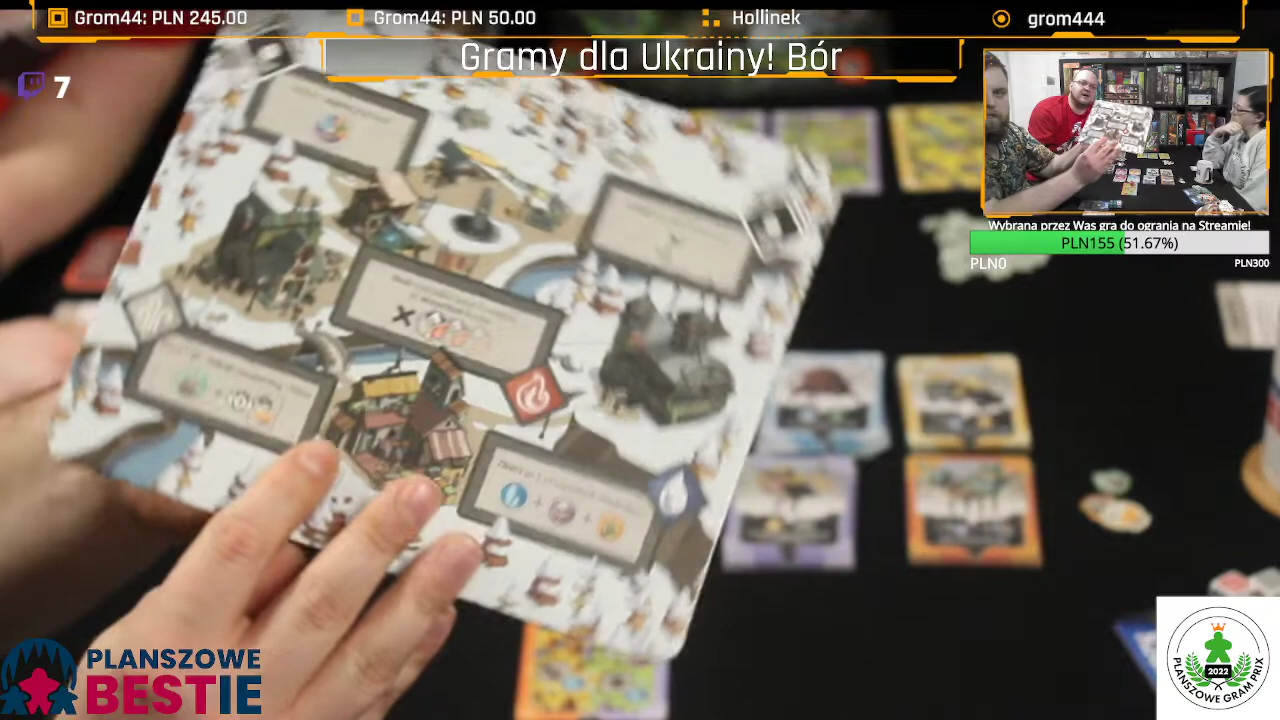 Grom44: PLN 245.00
Grom44: PLN 50.00
Hollinek
grom444
Gramy dla Ukrainy! Bór
7
Wybrana przez Was gra do ogrania na Streamie!
PLN155 (51.67%)
PLN0
PLN300
PLANSZOWE
BESTIE
PLANSZOWE GRAM PRIX
2022